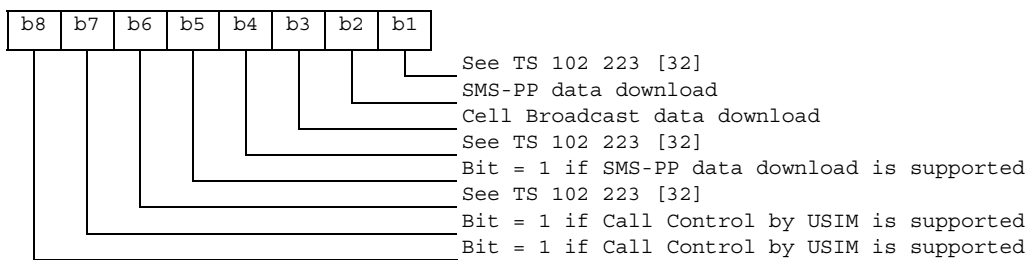 b8 b7 b6 b5 b4 b3 b2 b1
See TS 102 223 [32]
SMS-PP data download
Cell Broadcast data download
See TS 102 223 [32]
Bit = 1 if SMS-PP data download is supported
See TS 102 223 [32]
Bit = 1 if Call Control by USIM is supported
Bit = 1 if Call Control by USIM is supported